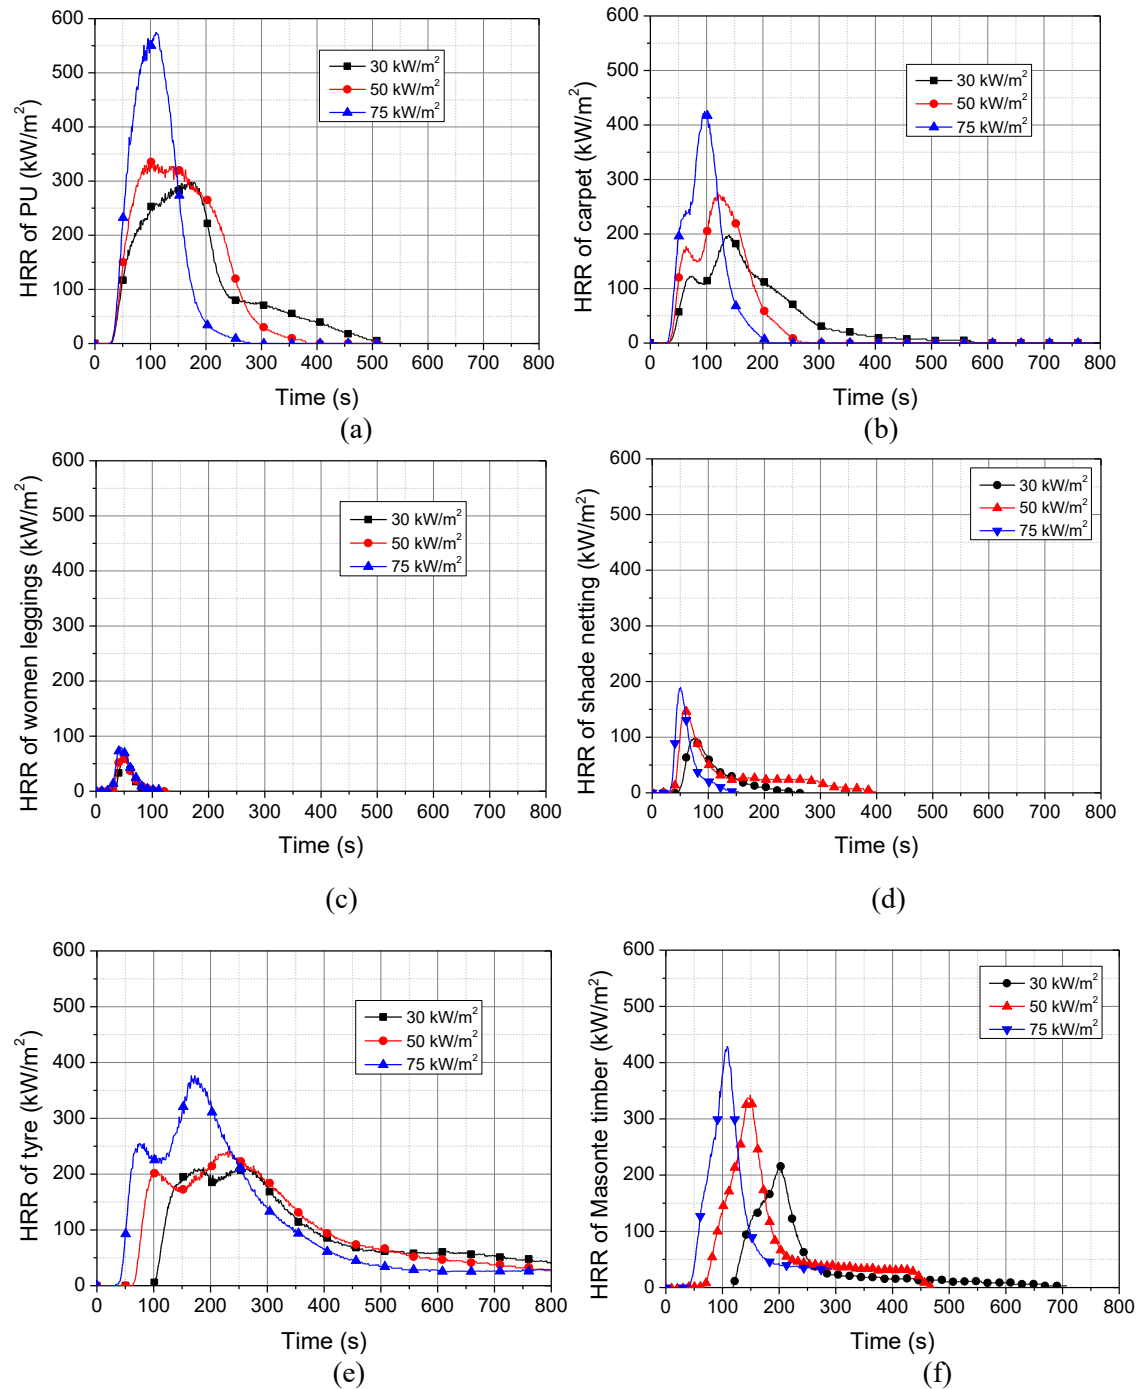 600
500
400
300
200
100
0
HRR of PU (kW/m²)
30 kW/m²
50 kW/m²
75 kW/m²
0 100 200 300 400 500 600 700 800
Time (s)
(a)
600
500
400
300
200
100
0
HRR of carpet (kW/m²)
30 kW/m²
50 kW/m²
75 kW/m²
0 100 200 300 400 500 600 700 800
Time (s)
(b)
600
500
400
300
200
100
0
HRR of women leggings (kW/m²)
30 kW/m²
50 kW/m²
75 kW/m²
0 100 200 300 400 500 600 700 800
Time (s)
(c)
600
500
400
300
200
100
0
HRR of shade netting (kW/m²)
30 kW/m²
50 kW/m²
75 kW/m²
0 100 200 300 400 500 600 700 800
Time (s)
(d)
600
500
400
300
200
100
0
HRR of tyre (kW/m²)
30 kW/m²
50 kW/m²
75 kW/m²
0 100 200 300 400 500 600 700 800
Time (s)
(e)
600
500
400
300
200
100
0
HRR of Masonte timber (kW/m²)
30 kW/m²
50 kW/m²
75 kW/m²
0 100 200 300 400 500 600 700 800
Time (s)
(f)